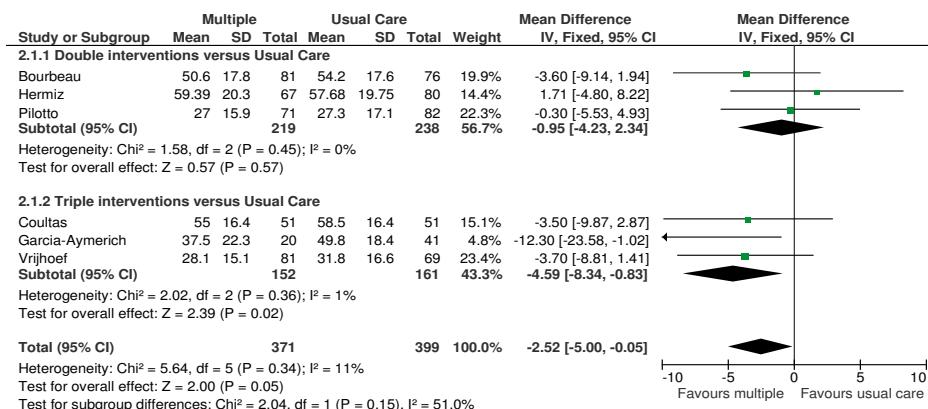 Multiple Usual Care Mean Difference Mean Difference
Study or Subgroup Mean SD Total Mean SD Total Weight IV, Fixed, 95% CI IV, Fixed, 95% CI
2.1.1 Double interventions versus Usual Care
Bourbeau 50.6 17.8 81 54.2 17.6 76 19.9% -3.60 [-9.14, 1.94]
Hermiz 59.39 20.3 67 57.68 19.75 80 14.4% 1.71 [-4.80, 8.22]
Pilotto 27 15.9 71 27.3 17.1 82 22.3% -0.30 [-5.53, 4.93]
Subtotal (95% CI) 219 238 56.7% -0.95 [-4.23, 2.34]
Heterogeneity: Chi² = 1.58, df = 2 (P = 0.45); I² = 0%
Test for overall effect: Z = 0.57 (P = 0.57)
2.1.2 Triple interventions versus Usual Care
Coultas 55 16.4 51 58.5 16.4 51 15.1% -3.50 [-9.87, 2.87]
Garcia-Aymerich 37.5 22.3 20 49.8 18.4 41 4.8% -12.30 [-23.58, -1.02]
Vrijhoef 28.1 15.1 81 31.8 16.6 69 23.4% -3.70 [-8.81, 1.41]
Subtotal (95% CI) 152 161 43.3% -4.59 [-8.34, -0.83]
Heterogeneity: Chi² = 2.02, df = 2 (P = 0.36); I² = 1%
Test for overall effect: Z = 2.39 (P = 0.02)
Total (95% CI) 371 399 100.0% -2.52 [-5.00, -0.05]
Heterogeneity: Chi² = 5.64, df = 5 (P = 0.34); I² = 11%
Test for overall effect: Z = 2.00 (P = 0.05)
Test for subgroup differences: Chi² = 2.04, df = 1 (P = 0.15), I² = 51.0%
-10 -5 0 5 10
Favours multiple Favours usual care